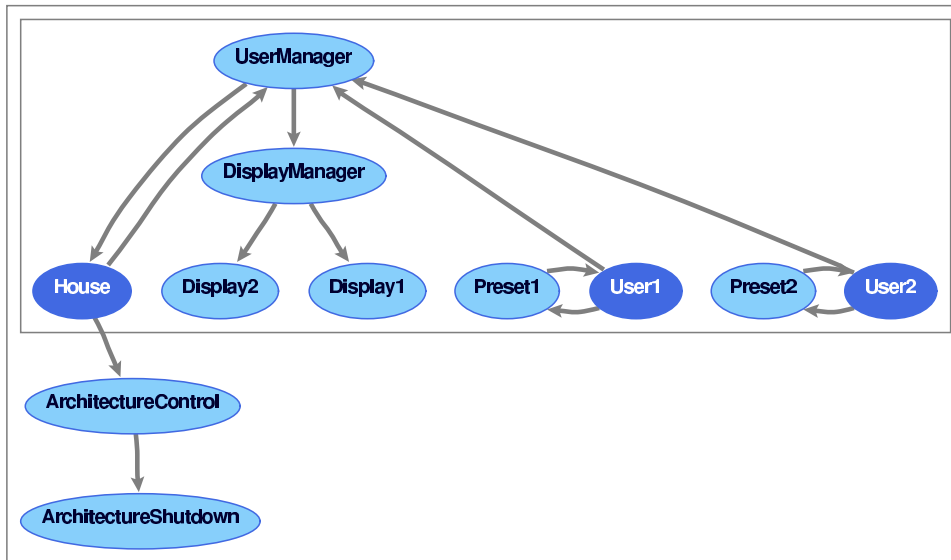 UserManager
DisplayManager
House
Display2
Display1
Preset1
User1
Preset2
User2
ArchitectureControl
ArchitectureShutdown